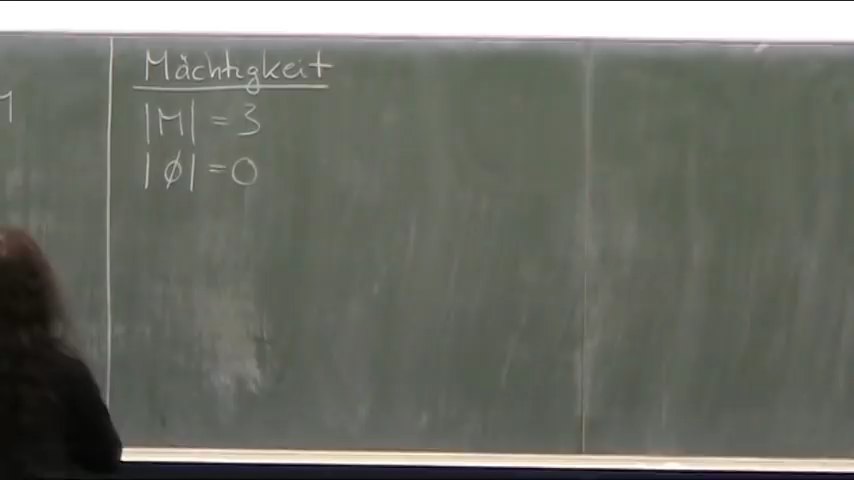 Mächtigkeit
|M| = 3
|∅| = 0